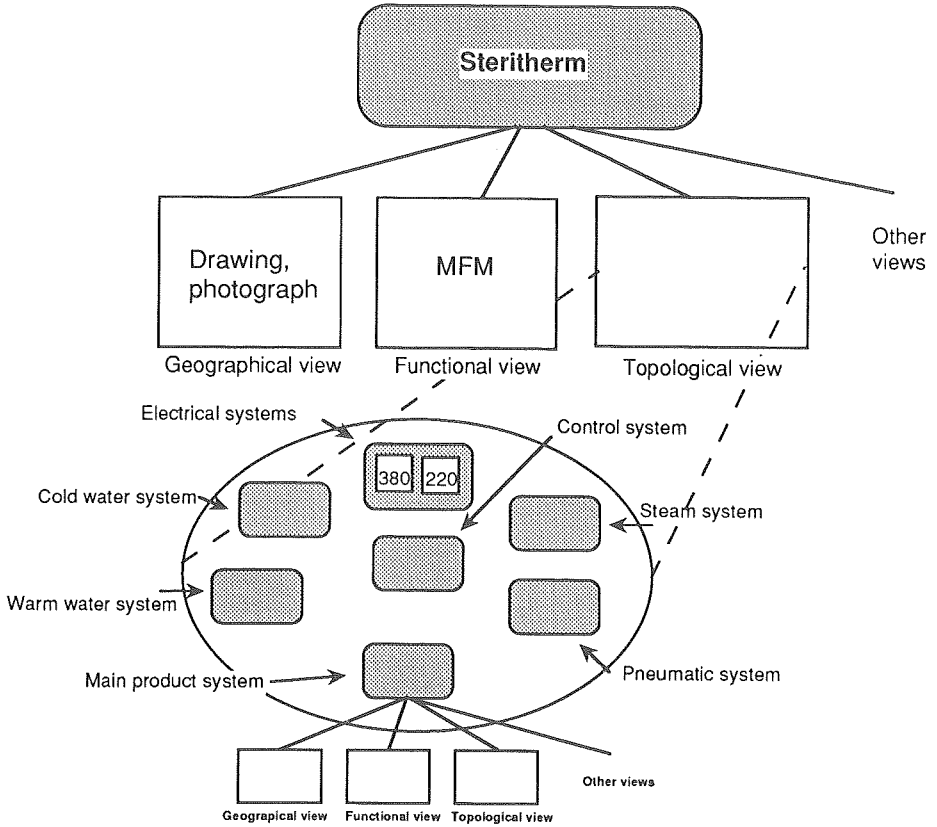 Steritherm
Drawing,
photograph
MFM
Other
views
Geographical view
Functional view
Topological view
Electrical systems
Control system
380
220
Cold water system
Steam system
Warm water system
Main product system
Pneumatic system
Other views
Geograpical view
Functional view
Topological view